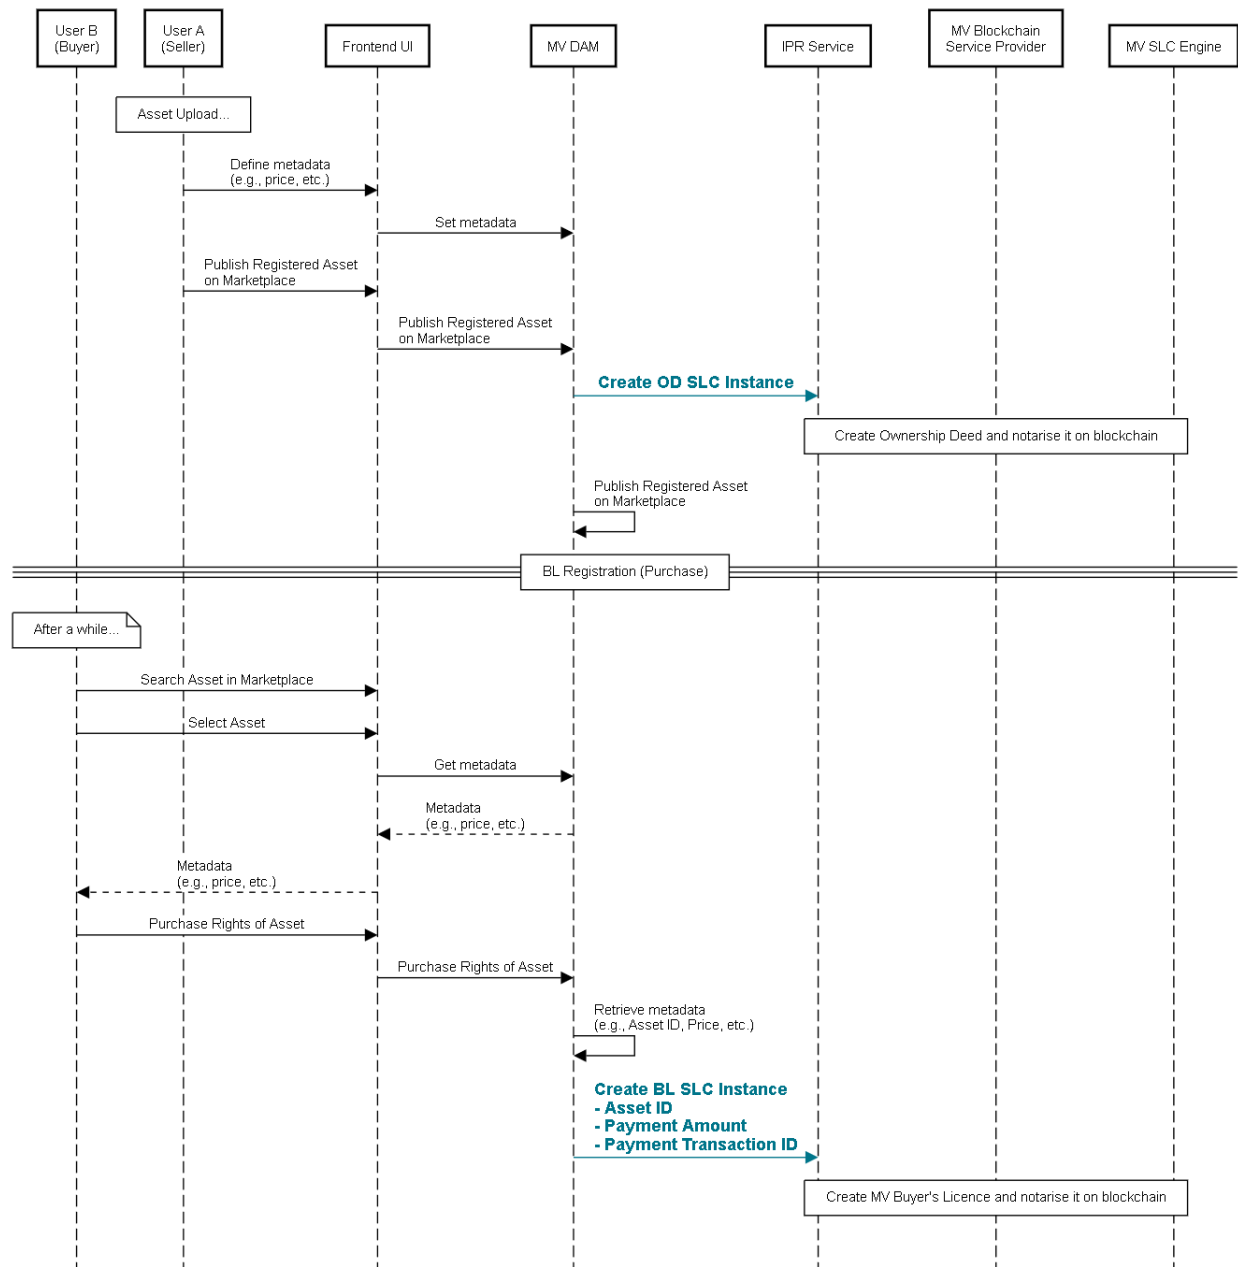 User B
(Buyer)
User A
(Seller)
Frontend UI
MV DAM
IPR Service
MV Blockchain
Service Provider
MV SLC Engine
Asset Upload...
Define metadata
(e.g., price, etc.)
Set metadata
Publish Registered Asset
on Marketplace
Publish Registered Asset
on Marketplace
Create OD SLC Instance
Create Ownership Deed and notarise it on blockchain
Publish Registered Asset
on Marketplace
BL Registration (Purchase)
After a while...
Search Asset in Marketplace
Select Asset
Get metadata
Metadata
(e.g., price, etc.)
Metadata
(e.g., price, etc.)
Purchase Rights of Asset
Purchase Rights of Asset
Retrieve metadata
(e.g., Asset ID, Price, etc.)
Create BL SLC Instance
- Asset ID
- Payment Amount
- Payment Transaction ID
Create MV Buyer's Licence and notarise it on blockchain